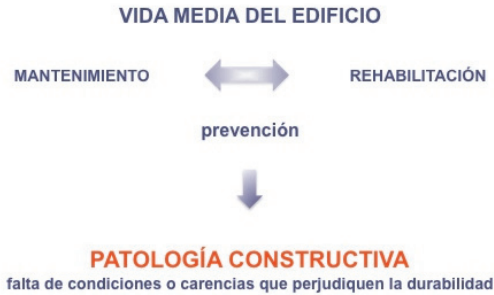 VIDA MEDIA DEL EDIFICIO
MANTENIMIENTO REHABILITACIÓN
prevención
PATOLOGÍA CONSTRUCTIVA
falta de condiciones o carencias que perjudiquen la durabilidad